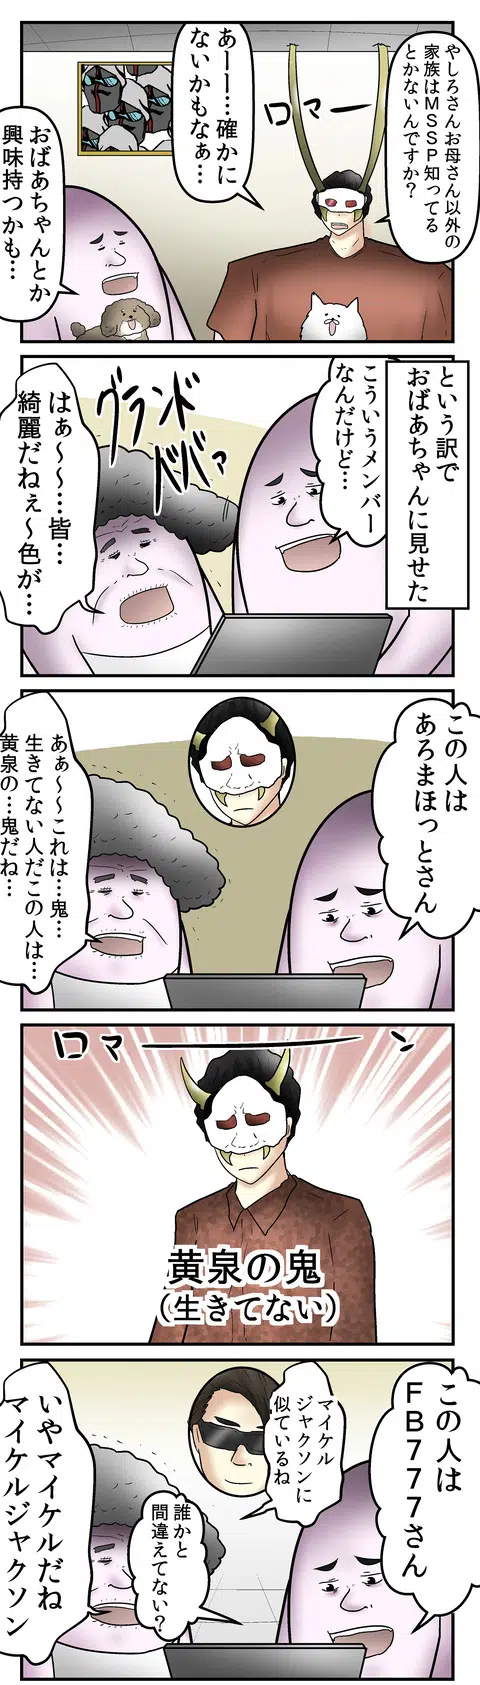 やしろさんお母さん以外の
家族はＭＳＳＰ知ってる
とかないんですか？
ロマー
あーー…確かに
ないかもなぁ…
おばあちゃんとか
興味持つかも…
という訳で
おばあちゃんに見せた
こういうメンバー
なんだけど…
グランド
ババァ
はぁ～～…皆…
綺麗だねぇ～色が…
この人は
あろまほっとさん
あぁ～～これは…鬼…
生きてない人だこの人は…
黄泉の…鬼だね…
ロマーーン
黄泉の鬼
（生きてない）
この人は
ＦＢ７７７さん
マイケル
ジャクソンに
似ているね
誰かと
間違えてない？
いやマイケルだね
マイケルジャクソン